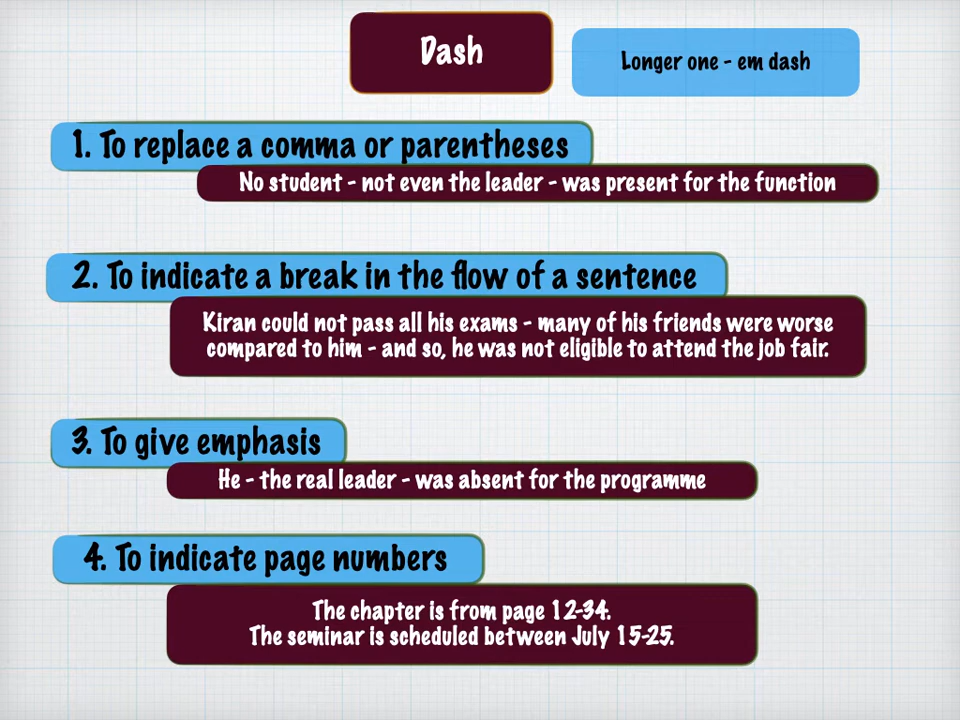 Dash
Longer one - em dash
1. To replace a comma or parentheses
No student - not even the leader - was present for the function
2. To indicate a break in the flow of a sentence
Kiran could not pass all his exams - many of his friends were worse
compared to him - and so, he was not eligible to attend the job fair.
3. To give emphasis
He - the real leader - was absent for the programme
4. To indicate page numbers
The chapter is from page 12-34.
The seminar is scheduled between July 15-25.